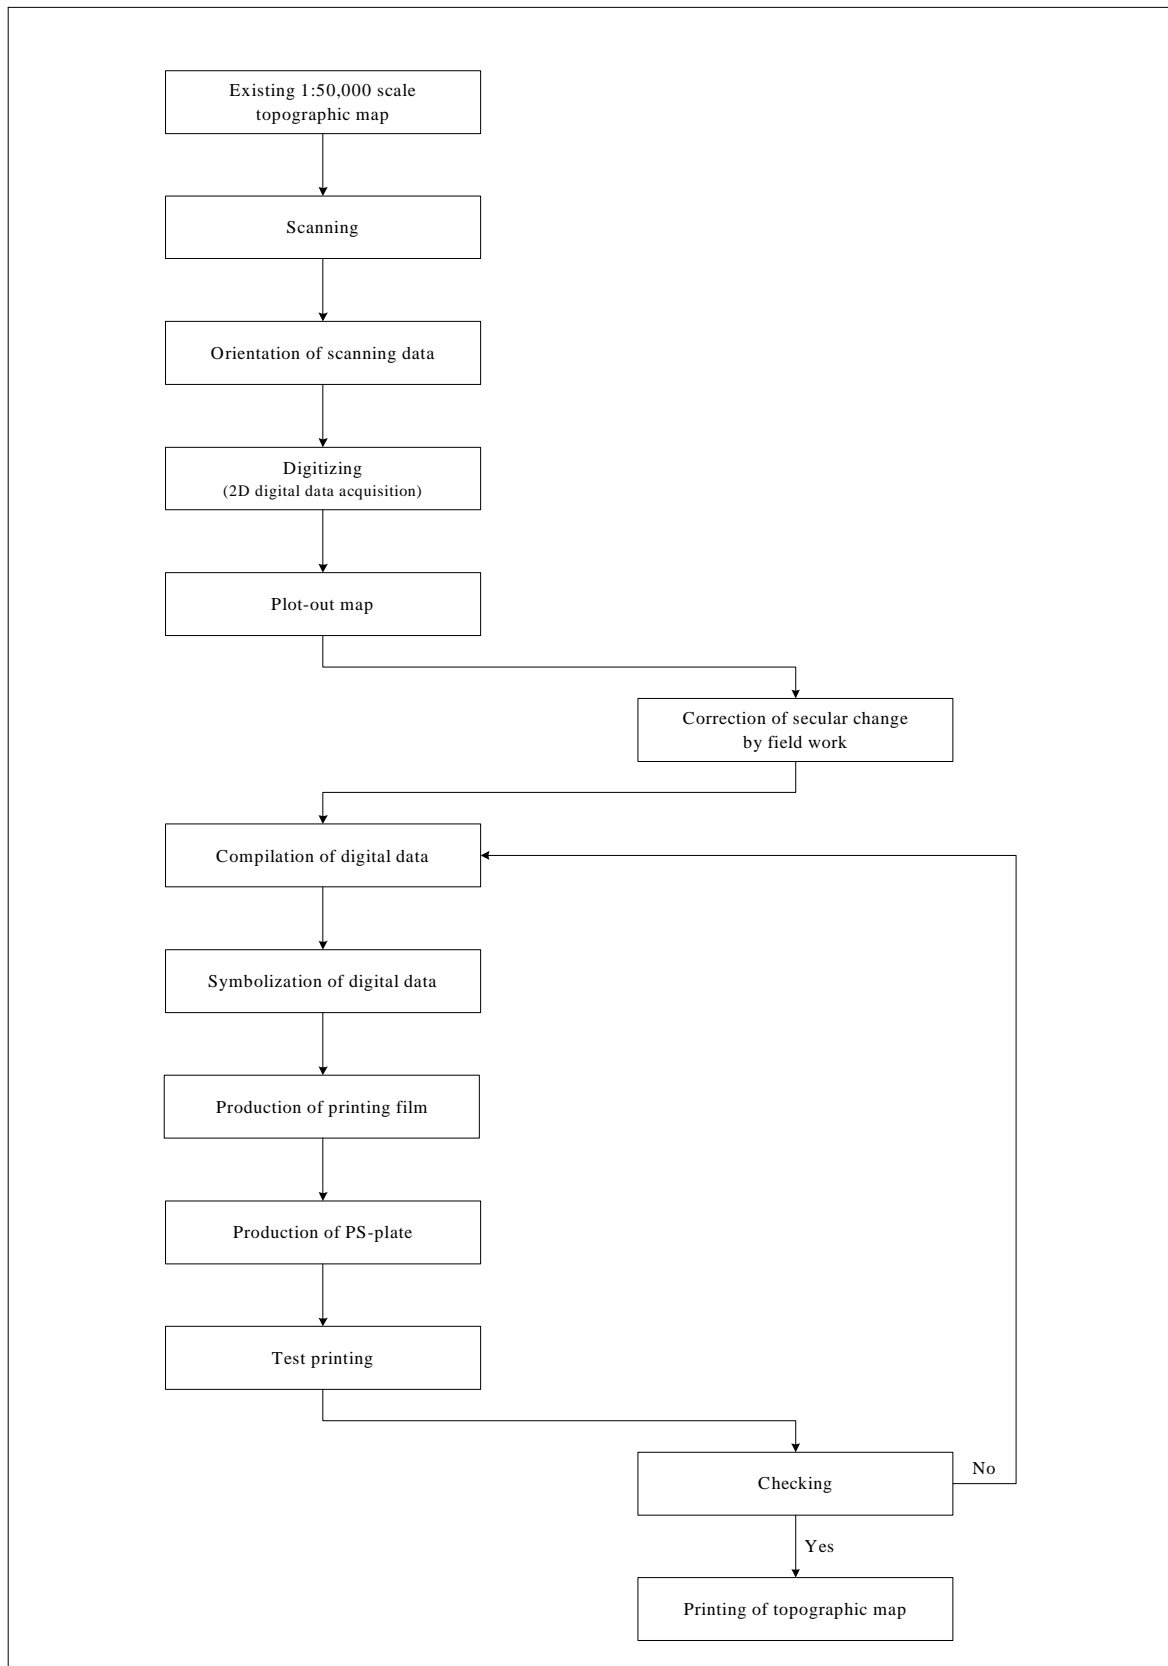 Existing 1:50,000 scale
topographic map
Scanning
Orientation of scanning data
Digitizing
(2D digital data acquisition)
Plot-out map
Correction of secular change
by field work
Compilation of digital data
Symbolization of digital data
Production of printing film
Production of PS-plate
Test printing
Checking
No
Yes
Printing of topographic map